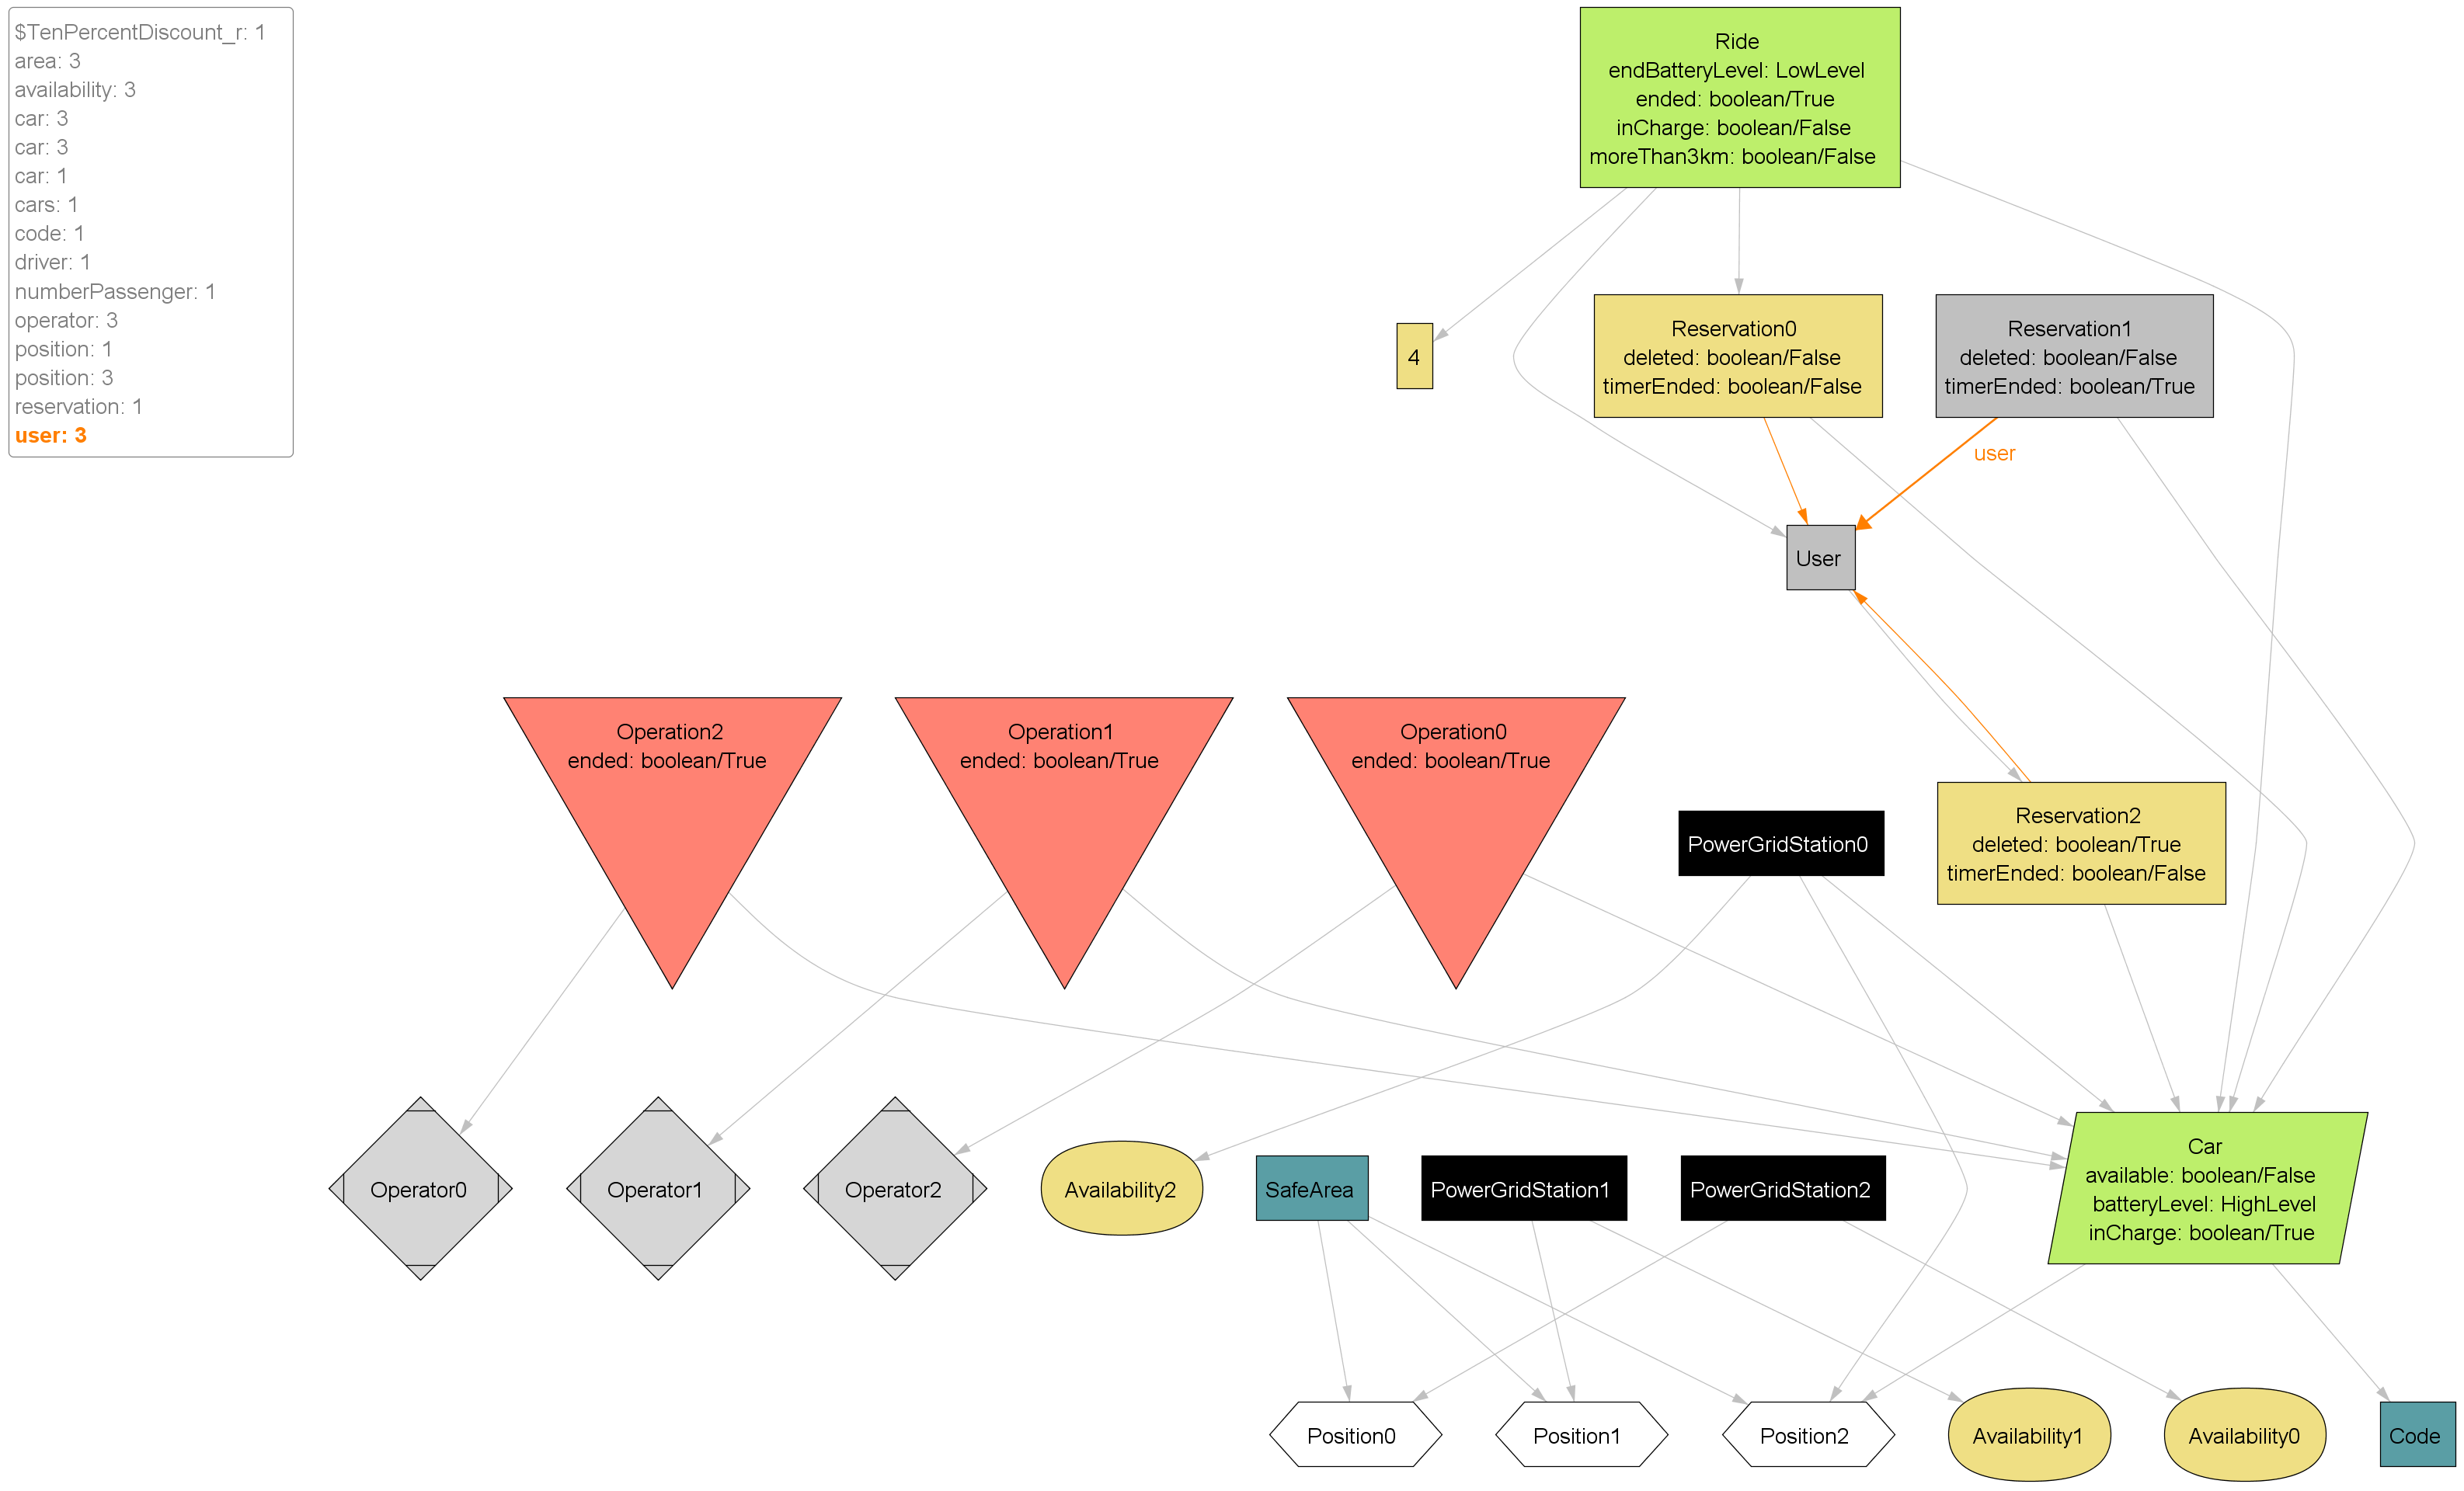 $TenPercentDiscount_r: 1
area: 3
availability: 3
car: 3
car: 3
car: 1
cars: 1
code: 1
driver: 1
numberPassenger: 1
operator: 3
position: 1
position: 3
reservation: 1
user: 3
Ride
endBatteryLevel: LowLevel
ended: boolean/True
inCharge: boolean/False
moreThan3km: boolean/False
4
Reservation0
deleted: boolean/False
timerEnded: boolean/False
Reservation1
deleted: boolean/False
timerEnded: boolean/True
user
User
Operation2
ended: boolean/True
Operation1
ended: boolean/True
Operation0
ended: boolean/True
PowerGridStation0
Reservation2
deleted: boolean/True
timerEnded: boolean/False
Operator0
Operator1
Operator2
Availability2
SafeArea
PowerGridStation1
PowerGridStation2
Car
available: boolean/False
batteryLevel: HighLevel
inCharge: boolean/True
Position0
Position1
Position2
Availability1
Availability0
Code